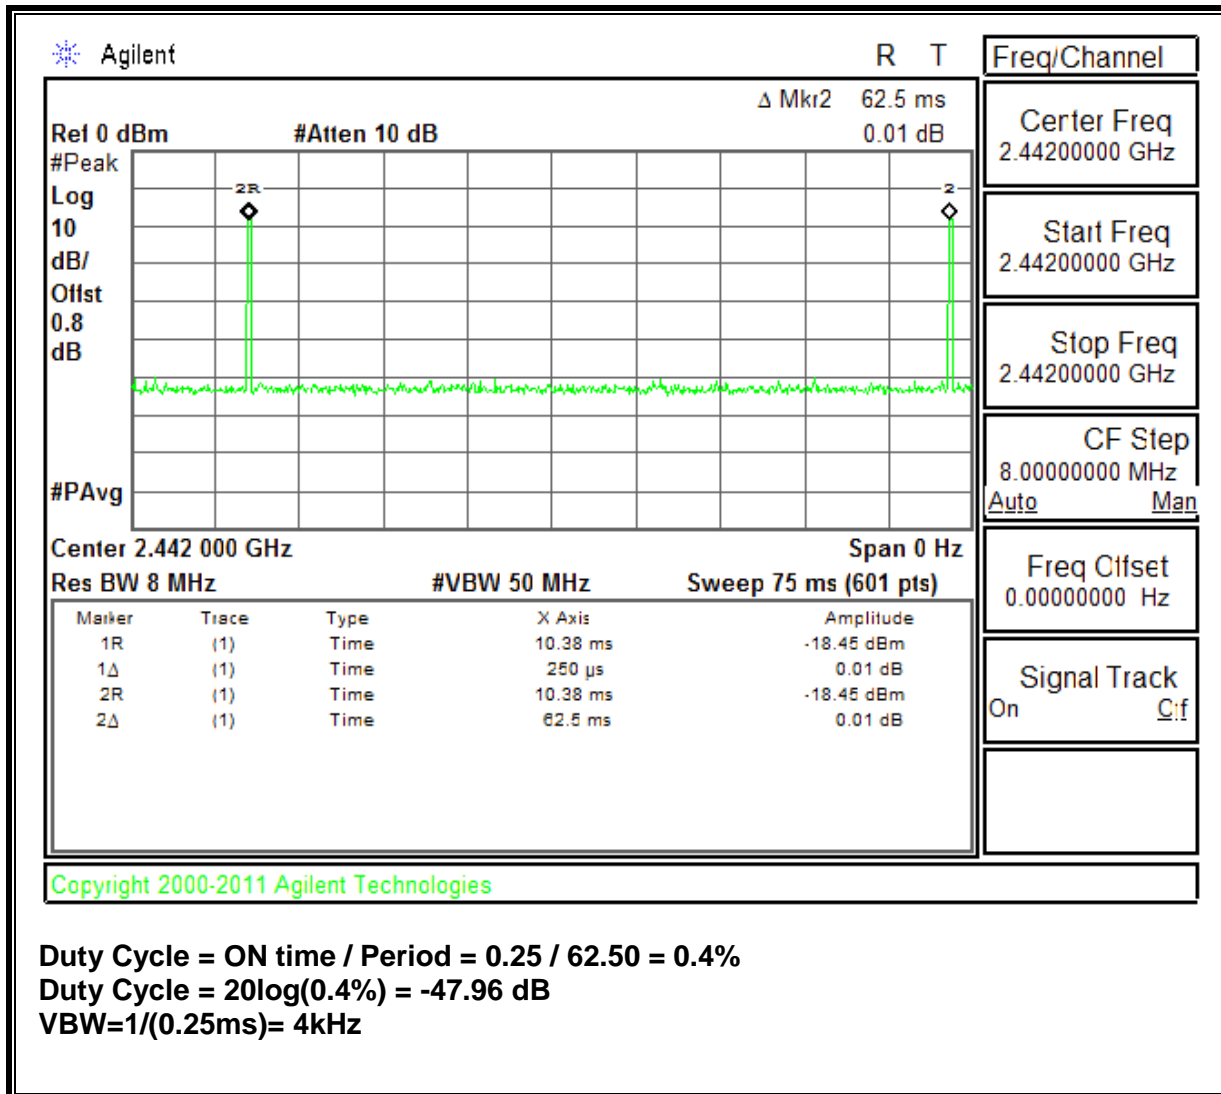 Agilent R T
Freq/Channel
Δ Mkr2 62.5 ms
Ref 0 dBm #Atten 10 dB 0.01 dB
#Peak
Log
10
dB/
Offst
0.8
dB
#PAvg
2R
2
Center 2.442 000 GHz Span 0 Hz
Res BW 8 MHz #VBW 50 MHz Sweep 75 ms (601 pts)
Marker Trace Type X Axis Amplitude
1R (1) Time 10.38 ms -18.45 dBm
1Δ (1) Time 250 µs 0.01 dB
2R (1) Time 10.38 ms -18.45 dBm
2Δ (1) Time 62.5 ms 0.01 dB
Center Freq
2.44200000 GHz
Start Freq
2.44200000 GHz
Stop Freq
2.44200000 GHz
CF Step
8.00000000 MHz
Auto Man
Freq Offset
0.00000000 Hz
Signal Track
On Off
Copyright 2000-2011 Agilent Technologies
Duty Cycle = ON time / Period = 0.25 / 62.50 = 0.4%
Duty Cycle = 20log(0.4%) = -47.96 dB
VBW=1/(0.25ms)= 4kHz